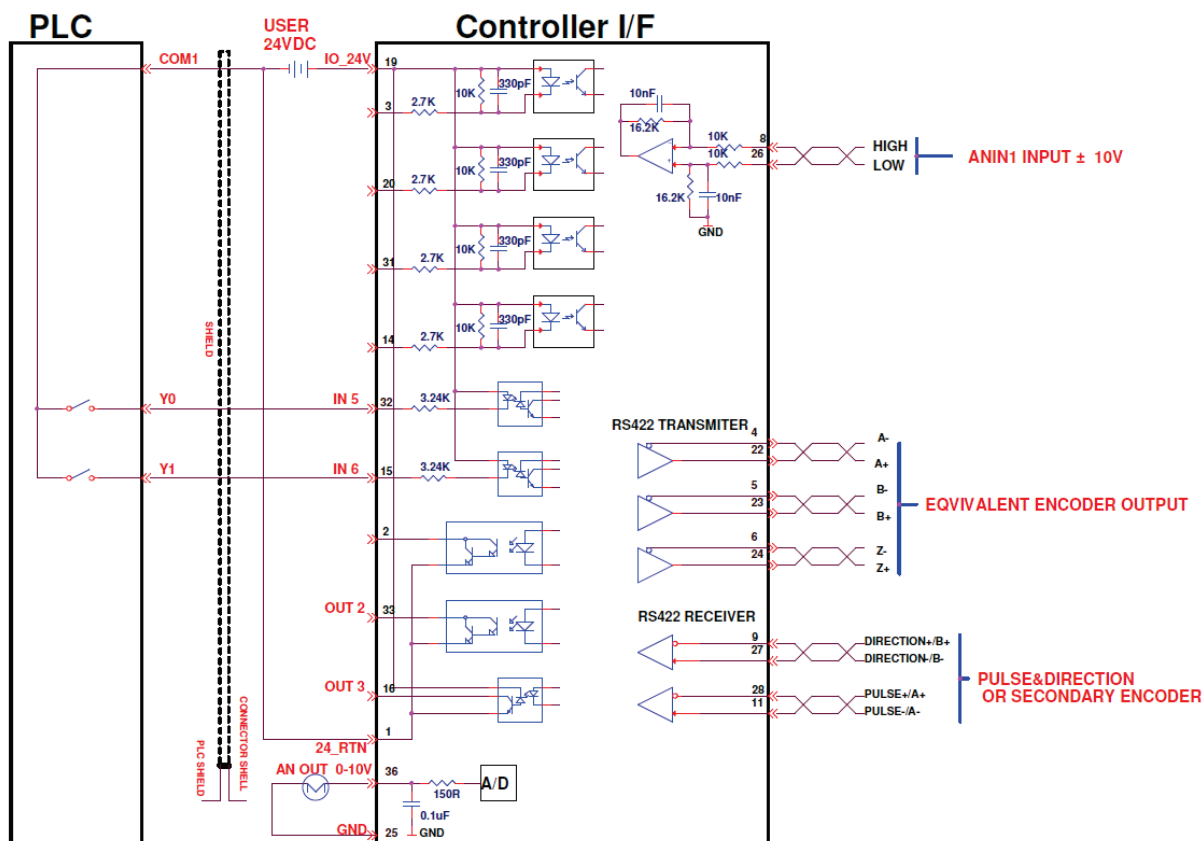 PLC
Controller I/F
USER
24VDC
COM1
IO_24V
19
10K
330pF
3
2.7K
10K
330pF
20
2.7K
10K
330pF
31
2.7K
10K
330pF
14
2.7K
SHIELD
Y0
IN 5
32
3.24K
Y1
IN 6
15
3.24K
2
OUT 2
33
OUT 3
16
1
24_RTN
PLC SHIELD
CONNECTOR SHELL
AN OUT 0-10V
36
150R
A/D
0.1uF
GND
25
GND
10nF
16.2K
10K
8
10K
26
HIGH
LOW
ANIN1 INPUT ± 10V
16.2K
10nF
GND
-
+
RS422 TRANSMITER
4
A-
22
A+
5
B-
23
B+
6
Z-
24
Z+
EQVIVALENT ENCODER OUTPUT
RS422 RECEIVER
9
DIRECTION+/B+
27
DIRECTION-/B-
28
PULSE+/A+
11
PULSE-/A-
PULSE&DIRECTION
OR SECONDARY ENCODER